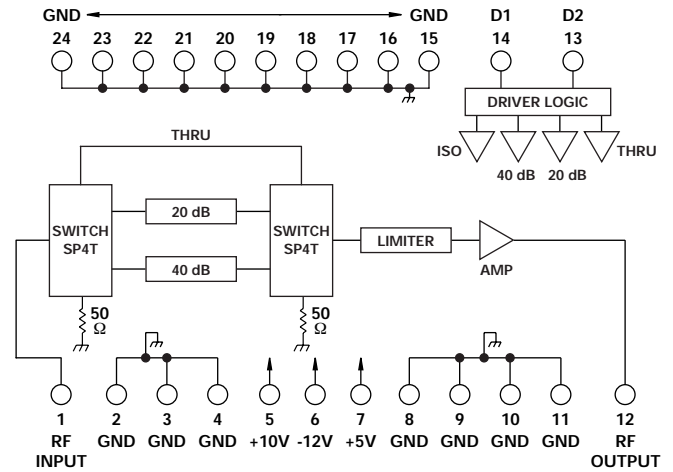 GND GND D1 D2
24 23 22 21 20 19 18 17 16 15 14 13
DRIVER LOGIC
THRU
ISO THRU
40 dB 20 dB
20 dB
SWITCH
SP4T
SWITCH
SP4T
LIMITER
40 dB
AMP
50
Ω
50
Ω
1 2 3 4 5 6 7 8 9 10 11 12
RF GND GND GND +10V -12V +5V GND GND GND GND RF
INPUT OUTPUT